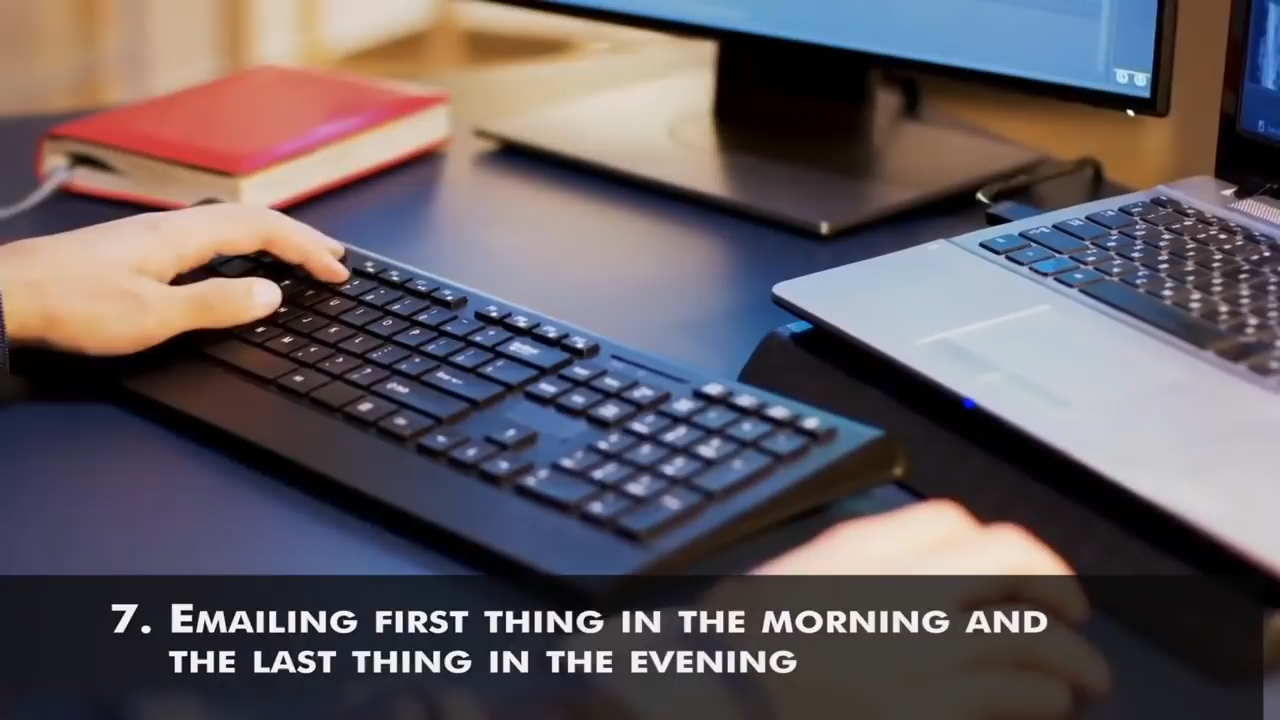 7. Emailing first thing in the morning and
the last thing in the evening